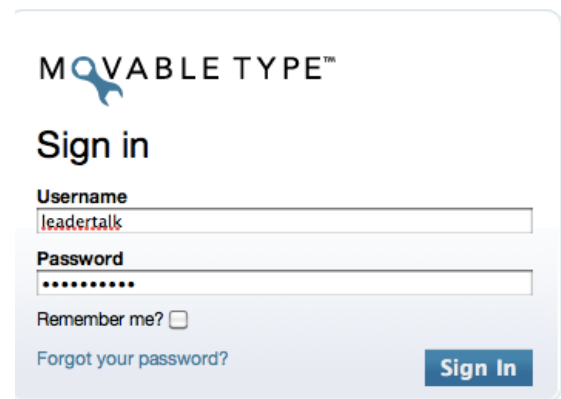 MOVABLE TYPE™
Sign in
Username
leadertalk
Password
••••••••••
Remember me?
Forgot your password?
Sign In